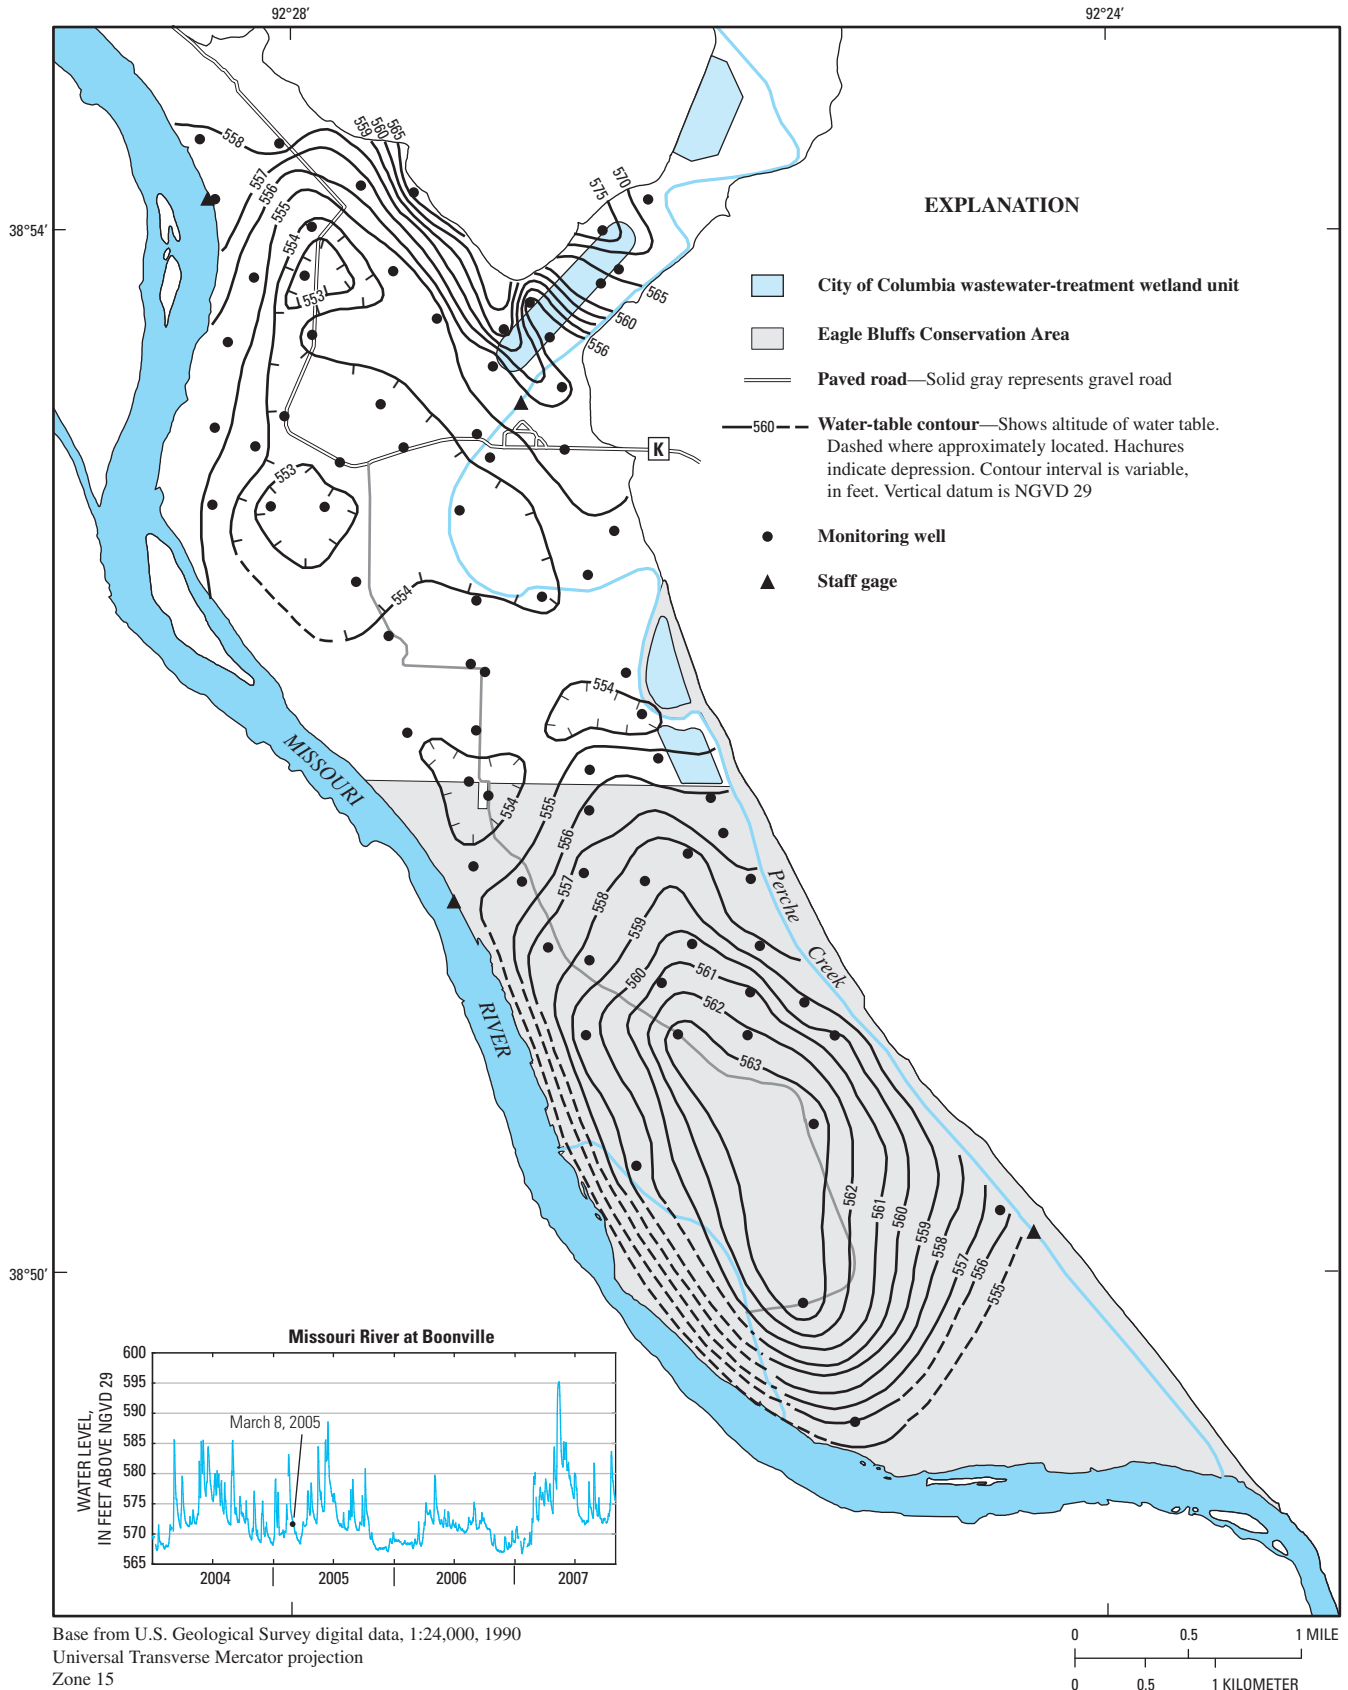 92°28′
92°24′
38°54′
38°50′
558
559
560
565
557
556
555
554
553
575
570
565
560
556
553
554
554
554
555
556
557
558
559
560
561
562
563
562
561
560
559
558
557
556
555
K
MISSOURI
RIVER
Perche
Creek
EXPLANATION
City of Columbia wastewater-treatment wetland unit
Eagle Bluffs Conservation Area
Paved road—Solid gray represents gravel road
560
Water-table contour—Shows altitude of water table.
Dashed where approximately located. Hachures
indicate depression. Contour interval is variable,
in feet. Vertical datum is NGVD 29
Monitoring well
Staff gage
Missouri River at Boonville
WATER LEVEL,
IN FEET ABOVE NGVD 29
600
595
590
585
580
575
570
565
March 8, 2005
2004
2005
2006
2007
Base from U.S. Geological Survey digital data, 1:24,000, 1990
Universal Transverse Mercator projection
Zone 15
0 0.5 1 MILE
0 0.5 1 KILOMETER